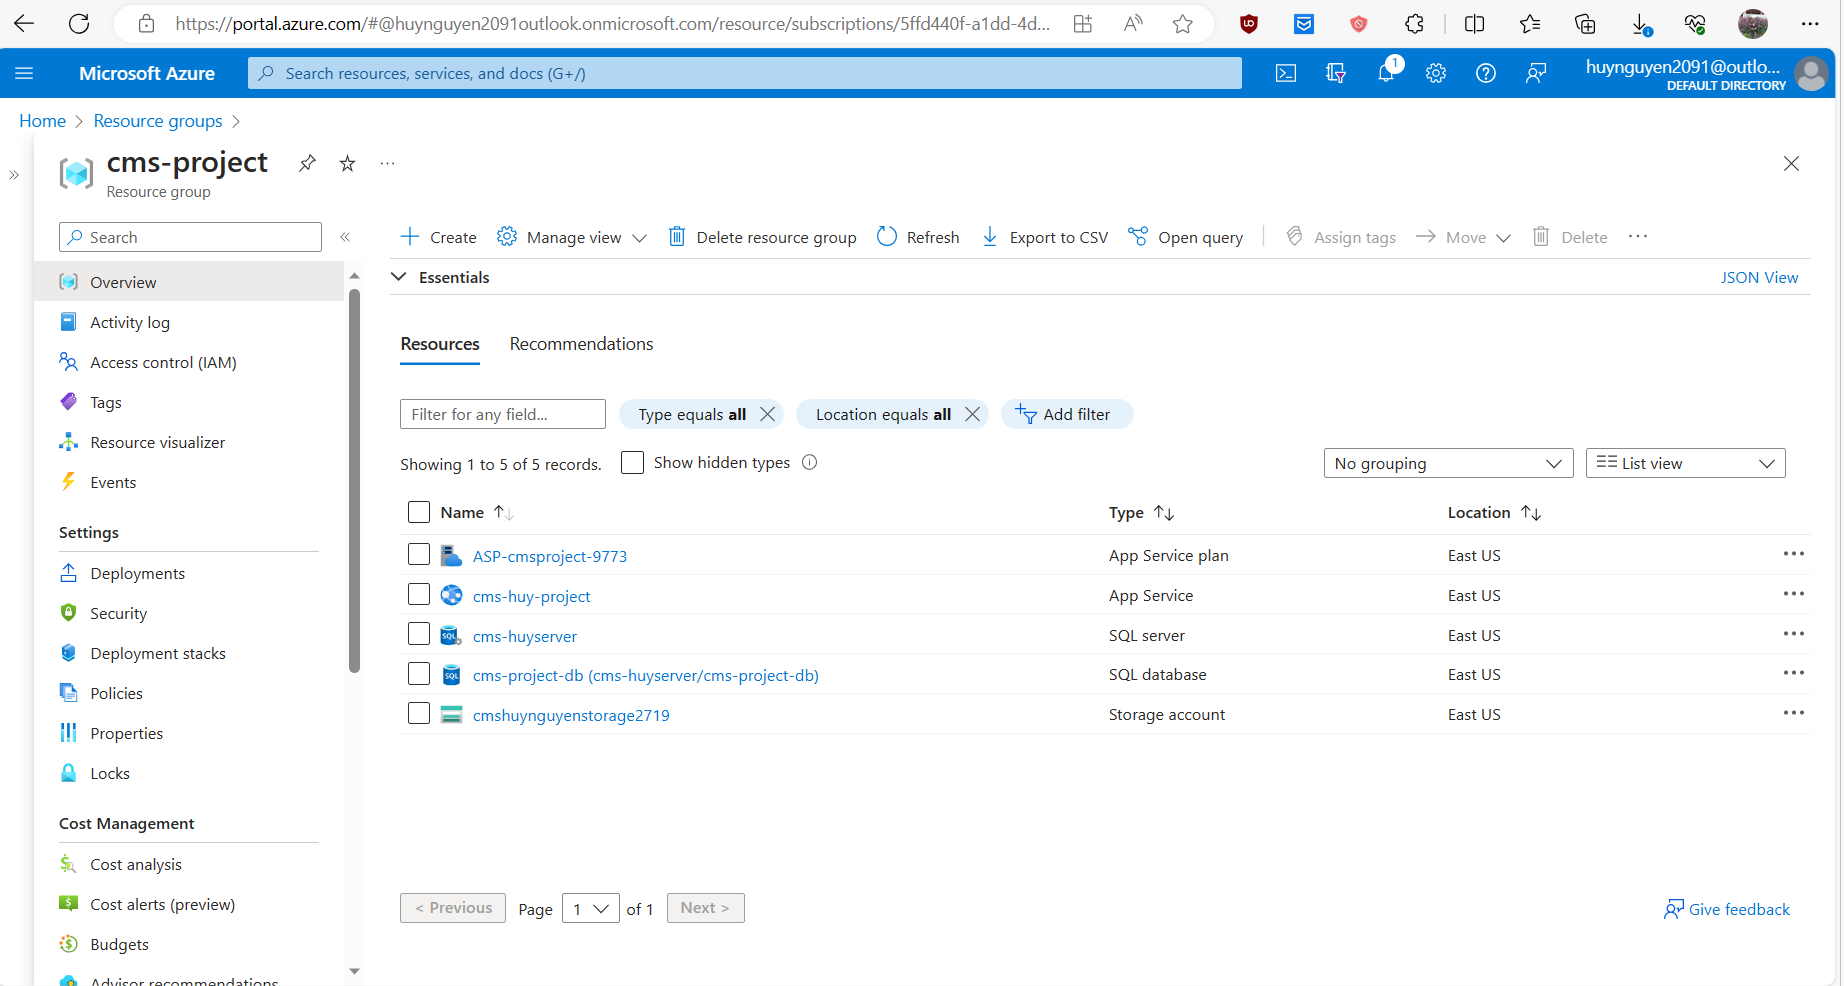 https://portal.azure.com/#@huynguyen2091outlook.onmicrosoft.com/resource/subscriptions/5ffd440f-a1dd-4d...
Microsoft Azure
Search resources, services, and docs (G+/)
1
huynguyen2091@outlo...
DEFAULT DIRECTORY
Home > Resource groups >
cms-project
Resource group
Search
Overview
Activity log
Access control (IAM)
Tags
Resource visualizer
Events
Settings
Deployments
Security
Deployment stacks
Policies
Properties
Locks
Cost Management
Cost analysis
Cost alerts (preview)
Budgets
Advisor recommendations
Create Manage view Delete resource group Refresh Export to CSV Open query Assign tags Move Delete
Essentials JSON View
Resources Recommendations
Filter for any field... Type equals all Location equals all Add filter
Showing 1 to 5 of 5 records. Show hidden types No grouping List view
Name Type Location
ASP-cmsproject-9773 App Service plan East US
cms-huy-project App Service East US
cms-huyserver SQL server East US
cms-project-db (cms-huyserver/cms-project-db) SQL database East US
cmshuynguyenstorage2719 Storage account East US
< Previous Page 1 of 1 Next > Give feedback